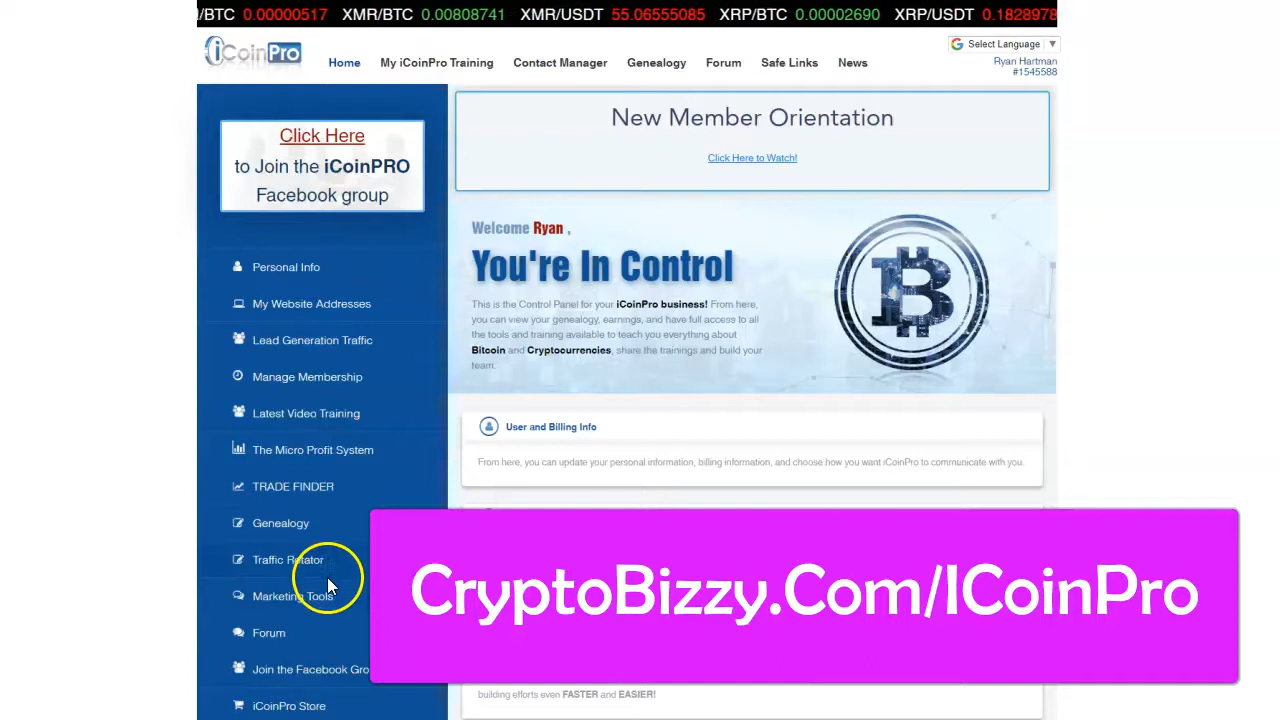 /BTC 0.00000517 XMR/BTC 0.00808741 XMR/USDT 55.06555085 XRP/BTC 0.00002690 XRP/USDT 0.1828978
iCoinPro
Home My iCoinPro Training Contact Manager Genealogy Forum Safe Links News
G Select Language ▼
Ryan Hartman
#1545588
Click Here
to Join the iCoinPRO
Facebook group
Personal Info
My Website Addresses
Lead Generation Traffic
Manage Membership
Latest Video Training
The Micro Profit System
TRADE FINDER
Genealogy
Traffic Rotator
Marketing Tools
Forum
Join the Facebook Gro
iCoinPro Store
New Member Orientation
Click Here to Watch!
Welcome Ryan ,
You're In Control
This is the Control Panel for your iCoinPro business! From here,
you can view your genealogy, earnings, and have full access to all
the tools and training available to teach you everything about
Bitcoin and Cryptocurrencies, share the trainings and build your
team.
User and Billing Info
From here, you can update your personal information, billing information, and choose how you want iCoinPro to communicate with you.
CryptoBizzy.Com/ICoinPro
building efforts even FASTER and EASIER!